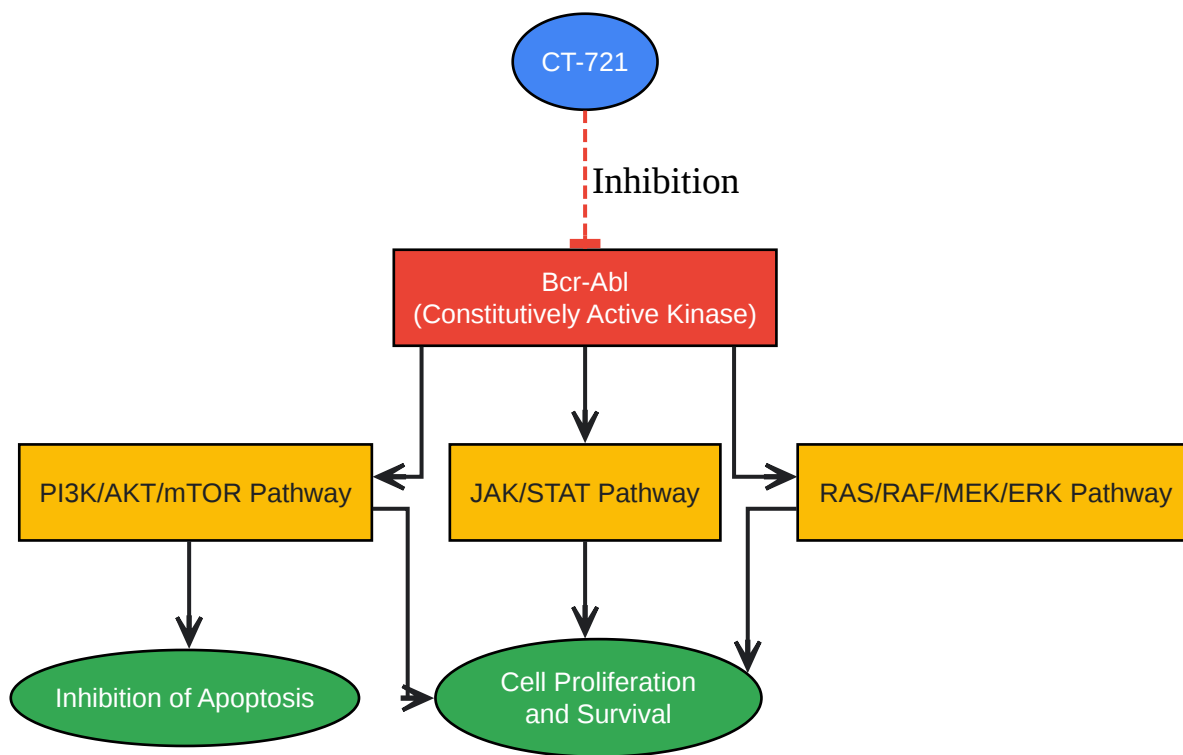 CT-721
Inhibition
Bcr-Abl
(Constitutively Active Kinase)
PI3K/AKT/mTOR Pathway
JAK/STAT Pathway
RAS/RAF/MEK/ERK Pathway
Inhibition of Apoptosis
Cell Proliferation
and Survival